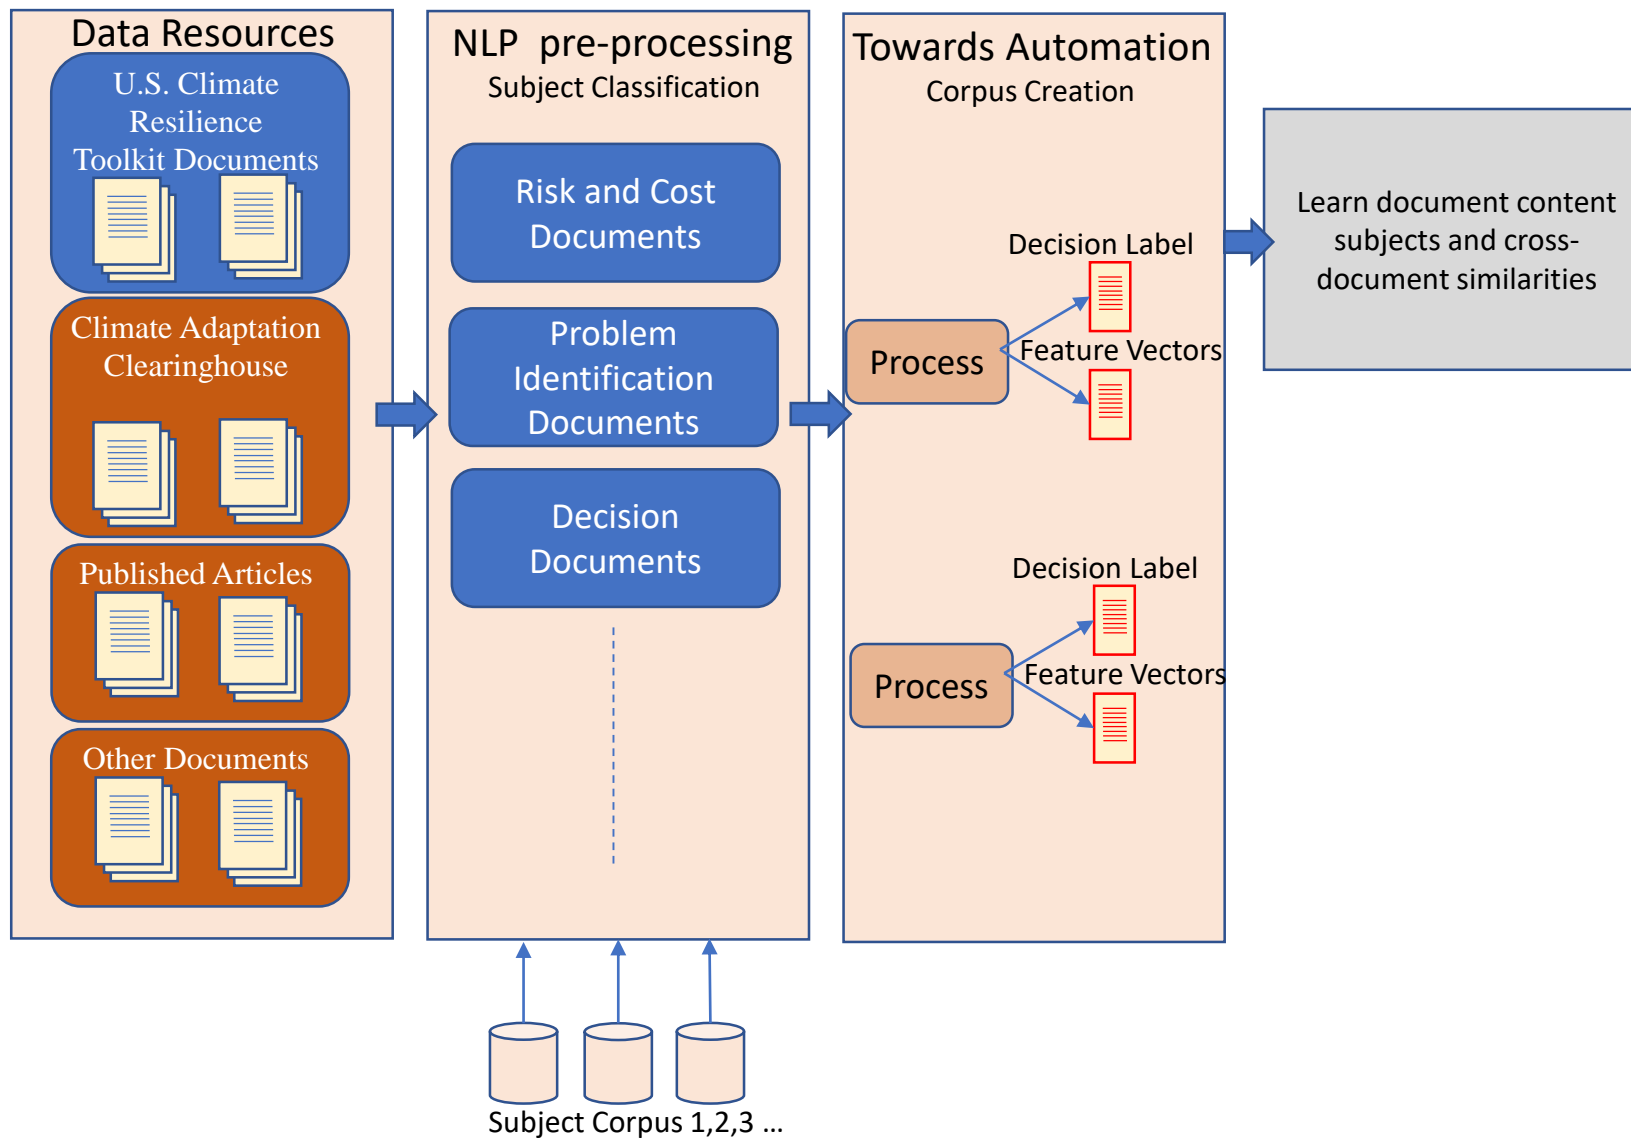 Data Resources
U.S. Climate
Resilience
Toolkit Documents
Climate Adaptation
Clearinghouse
Published Articles
Other Documents
NLP pre-processing
Subject Classification
Risk and Cost
Documents
Problem
Identification
Documents
Decision
Documents
Subject Corpus 1,2,3 ...
Towards Automation
Corpus Creation
Decision Label
Process
Feature Vectors
Decision Label
Process
Feature Vectors
Learn document content
subjects and cross-
document similarities